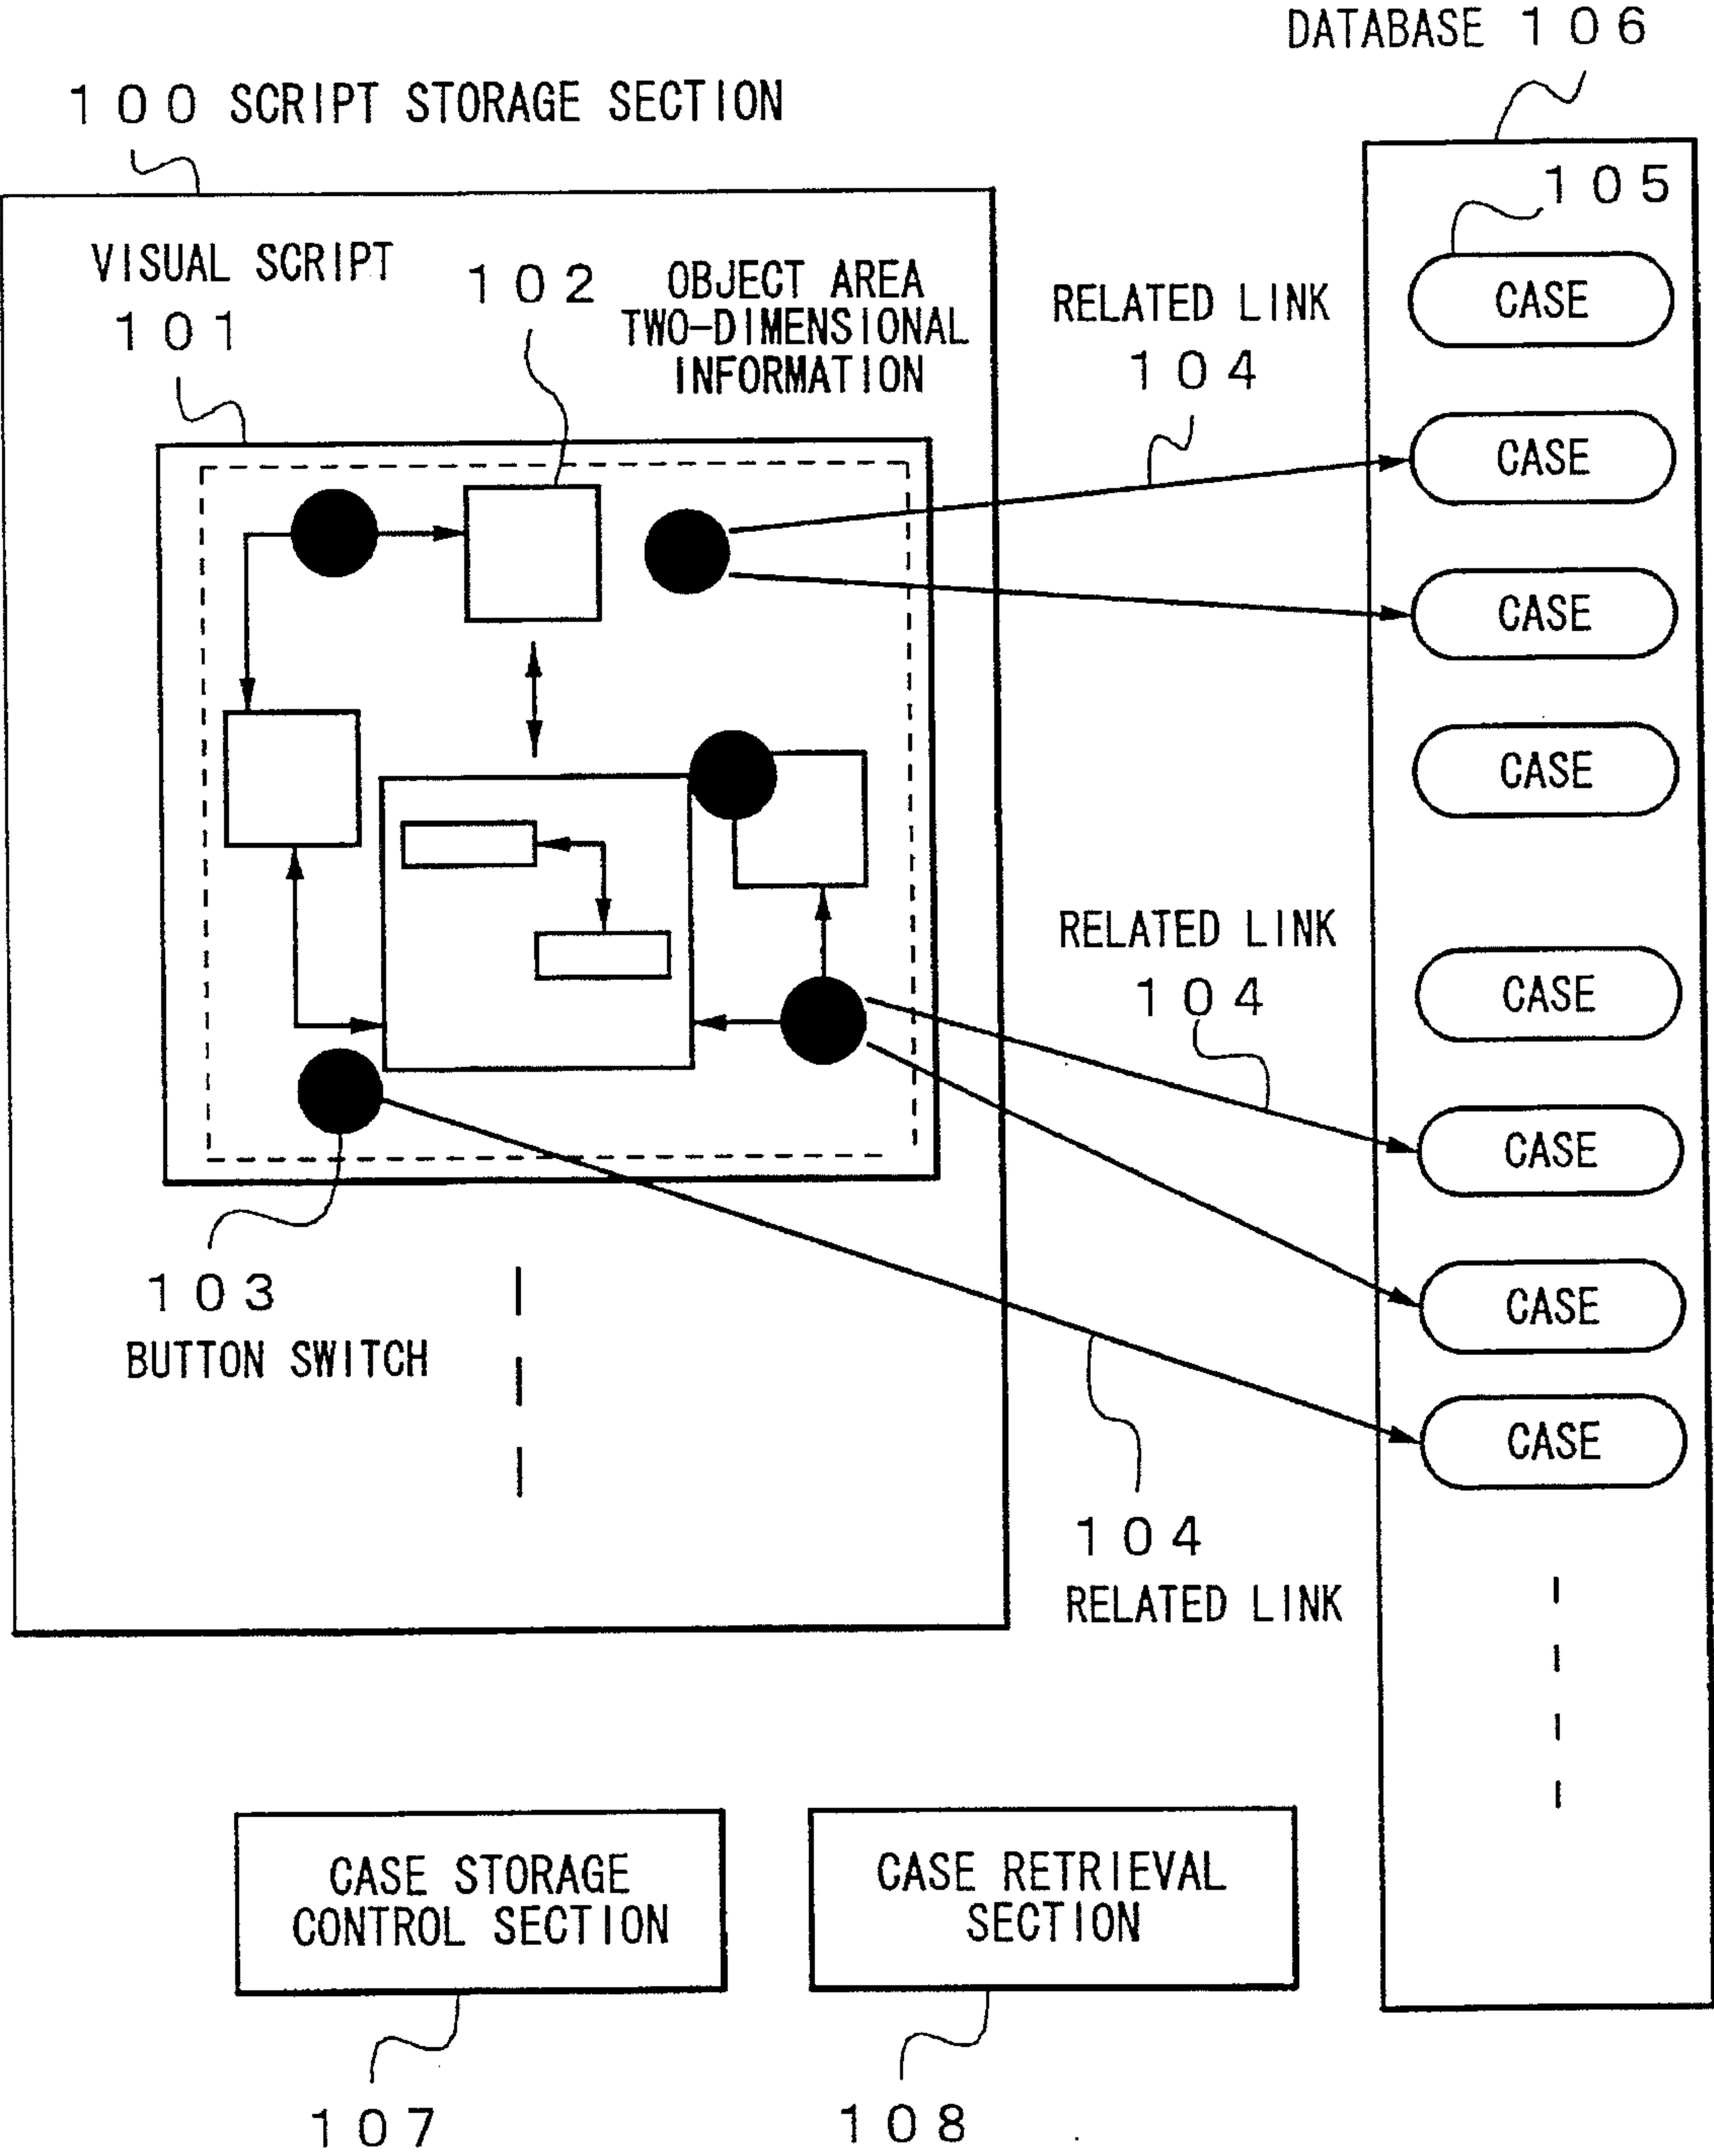 DATABASE 106
100 SCRIPT STORAGE SECTION
105
VISUAL SCRIPT
101
102
OBJECT AREA
TWO-DIMENSIONAL
INFORMATION
RELATED LINK
104
CASE
CASE
CASE
CASE
RELATED LINK
104
CASE
CASE
CASE
CASE
103
BUTTON SWITCH
104
RELATED LINK
CASE STORAGE
CONTROL SECTION
CASE RETRIEVAL
SECTION
107
108